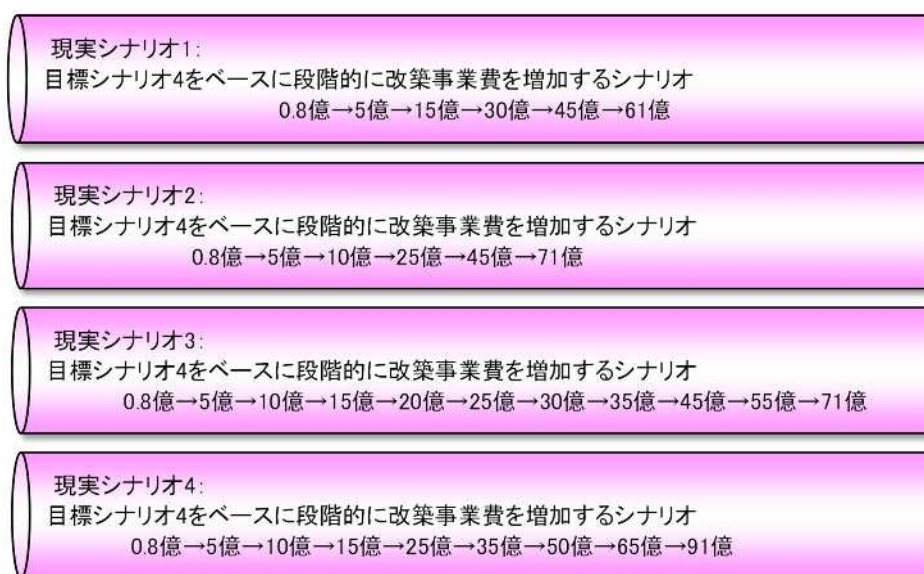 現実シナリオ1:
目標シナリオ4をベースに段階的に改築事業費を増加するシナリオ
0.8億→5億→15億→30億→45億→61億
現実シナリオ2:
目標シナリオ4をベースに段階的に改築事業費を増加するシナリオ
0.8億→5億→10億→25億→45億→71億
現実シナリオ3:
目標シナリオ4をベースに段階的に改築事業費を増加するシナリオ
0.8億→5億→10億→15億→20億→25億→30億→35億→45億→55億→71億
現実シナリオ4:
目標シナリオ4をベースに段階的に改築事業費を増加するシナリオ
0.8億→5億→10億→15億→25億→35億→50億→65億→91億